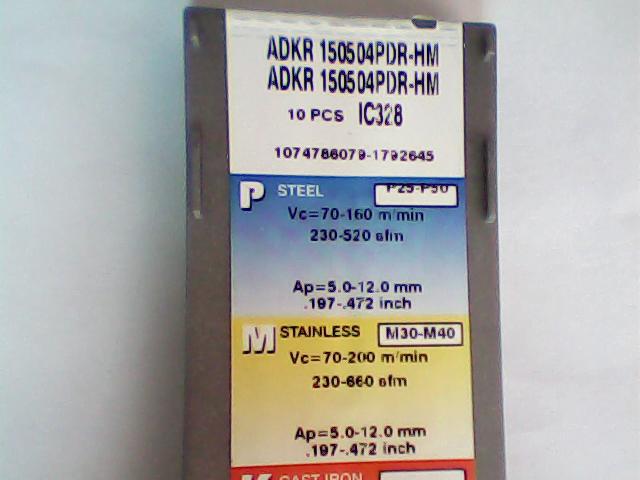 ADKR 150504PDR-HM
ADKR 150504PDR-HM
10 PCS IC328
1074786079-1792645
P STEEL P25-P50
Vc=70-160 m/min
230-520 sfm
Ap=5.0-12.0 mm
.197-.472 inch
M STAINLESS M30-M40
Vc=70-200 m/min
230-660 sfm
Ap=5.0-12.0 mm
.197-.472 inch
K CAST IRON